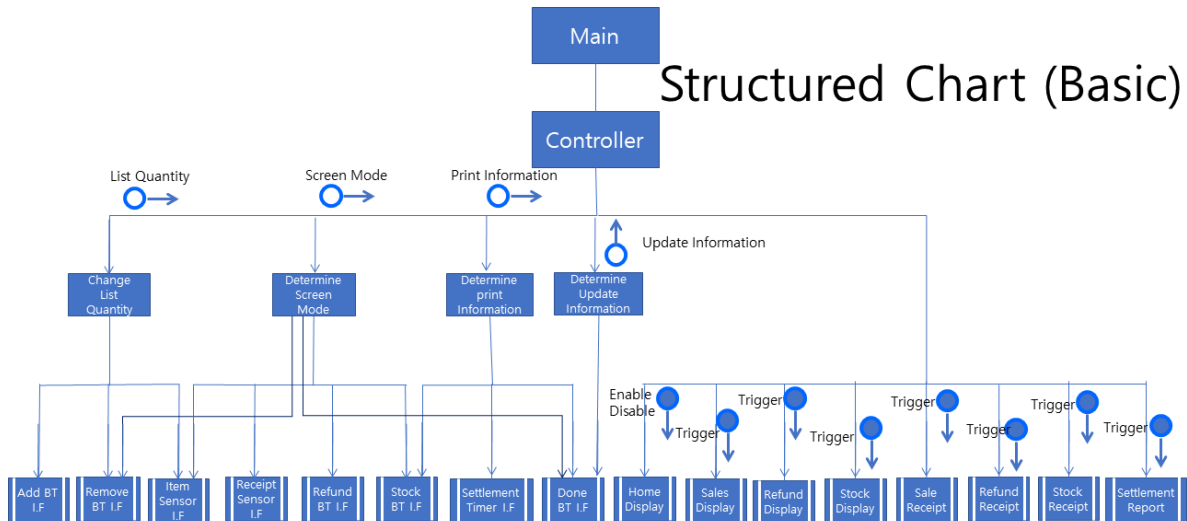 Main
Structured Chart (Basic)
Controller
List Quantity
Screen Mode
Print Information
Update Information
Change
List
Quantity
Determine
Screen
Mode
Determine
print
Information
Determine
Update
Information
Enable
Disable
Trigger
Trigger
Trigger
Trigger
Trigger
Trigger
Trigger
Add BT
I.F
Remove
BT I.F
Item
Sensor
I.F
Receipt
Sensor
I.F
Refund
BT I.F
Stock
BT I.F
Settlement
Timer I.F
Done
BT I.F
Home
Display
Sales
Display
Refund
Display
Stock
Display
Sale
Receipt
Refund
Receipt
Stock
Receipt
Settlement
Report